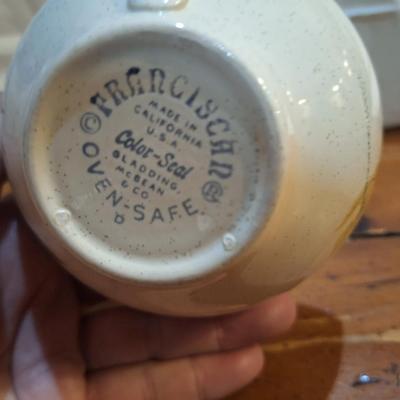 © FRANCISCAN ®
MADE IN
CALIFORNIA
U.S.A.
Color-Seal
GLADDING,
McBEAN
& CO
OVEN-SAFE